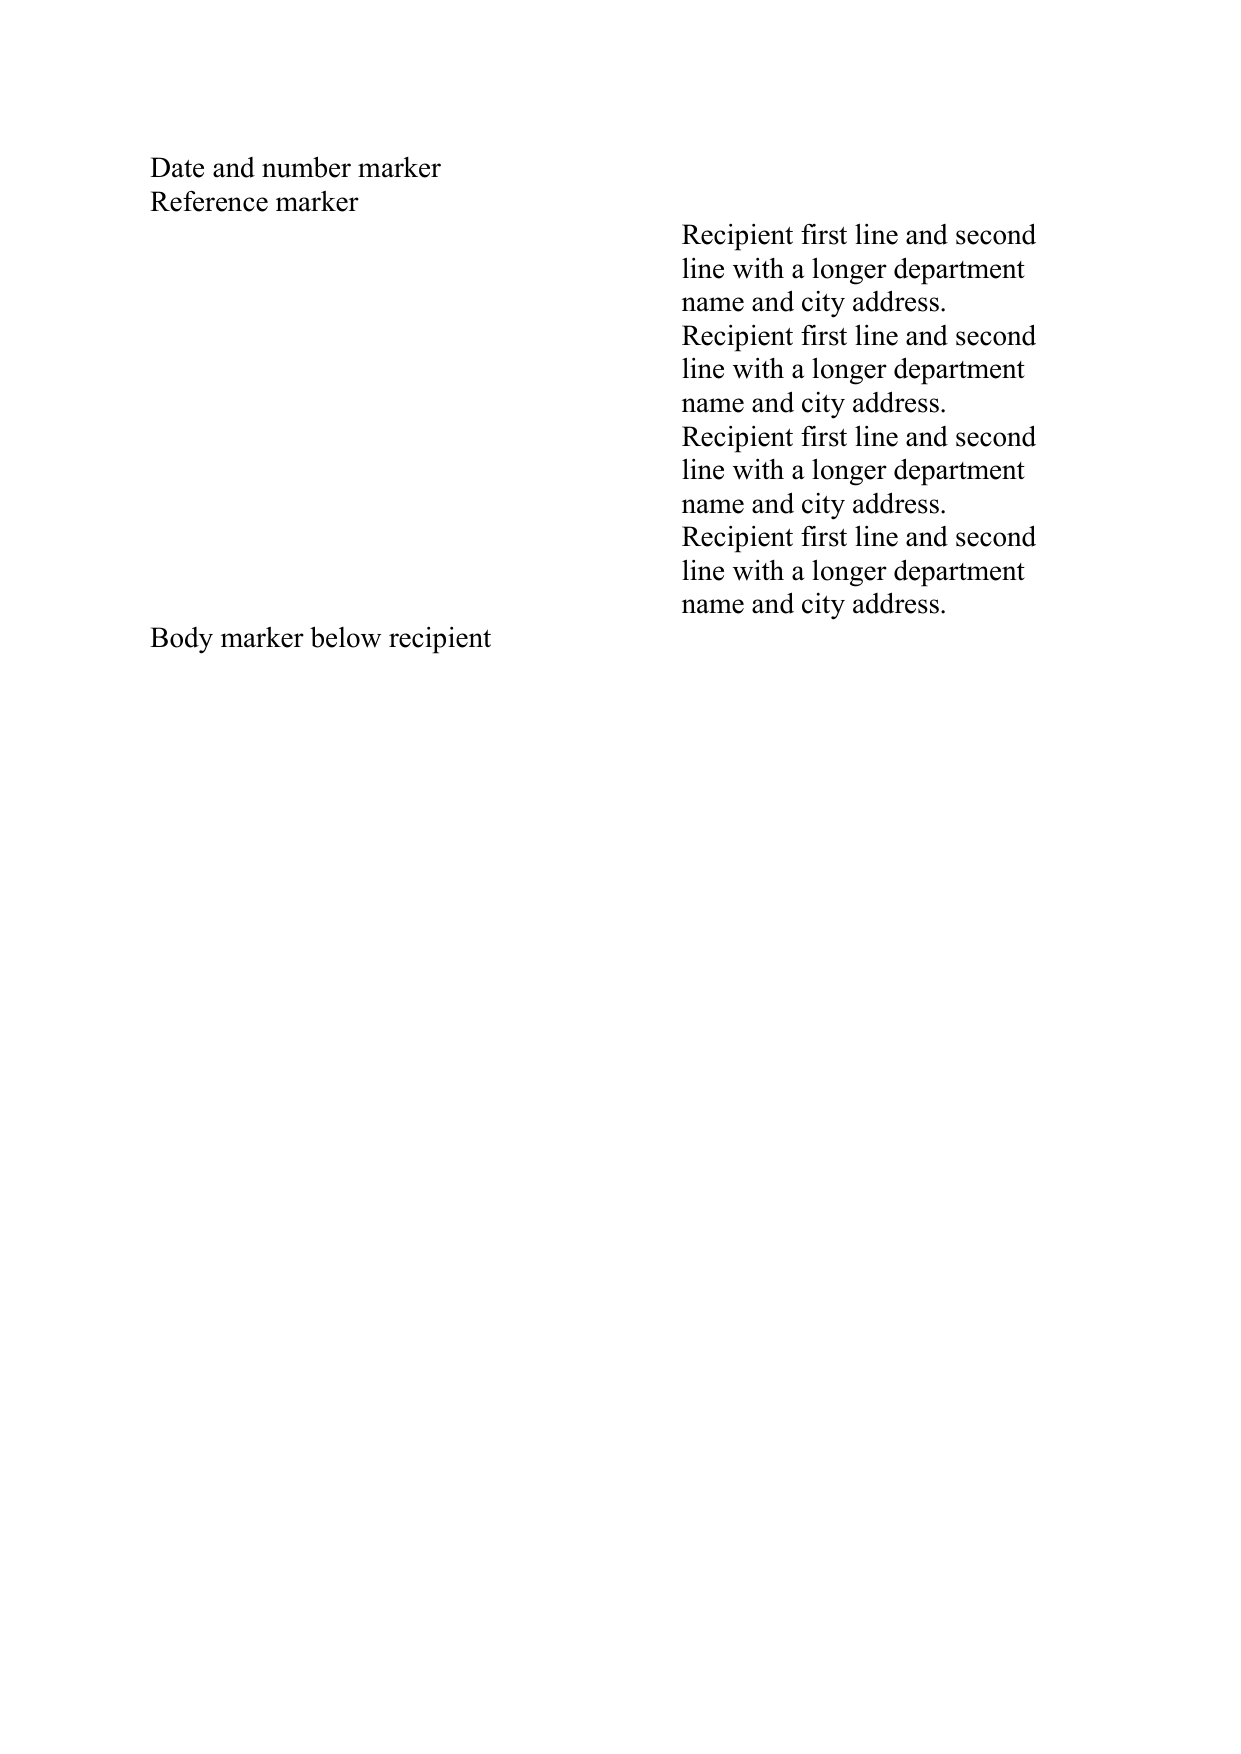 Date and number marker
Reference marker
Recipient first line and second
line with a longer department
name and city address.
Recipient first line and second
line with a longer department
name and city address.
Recipient first line and second
line with a longer department
name and city address.
Recipient first line and second
line with a longer department
name and city address.
Body marker below recipient